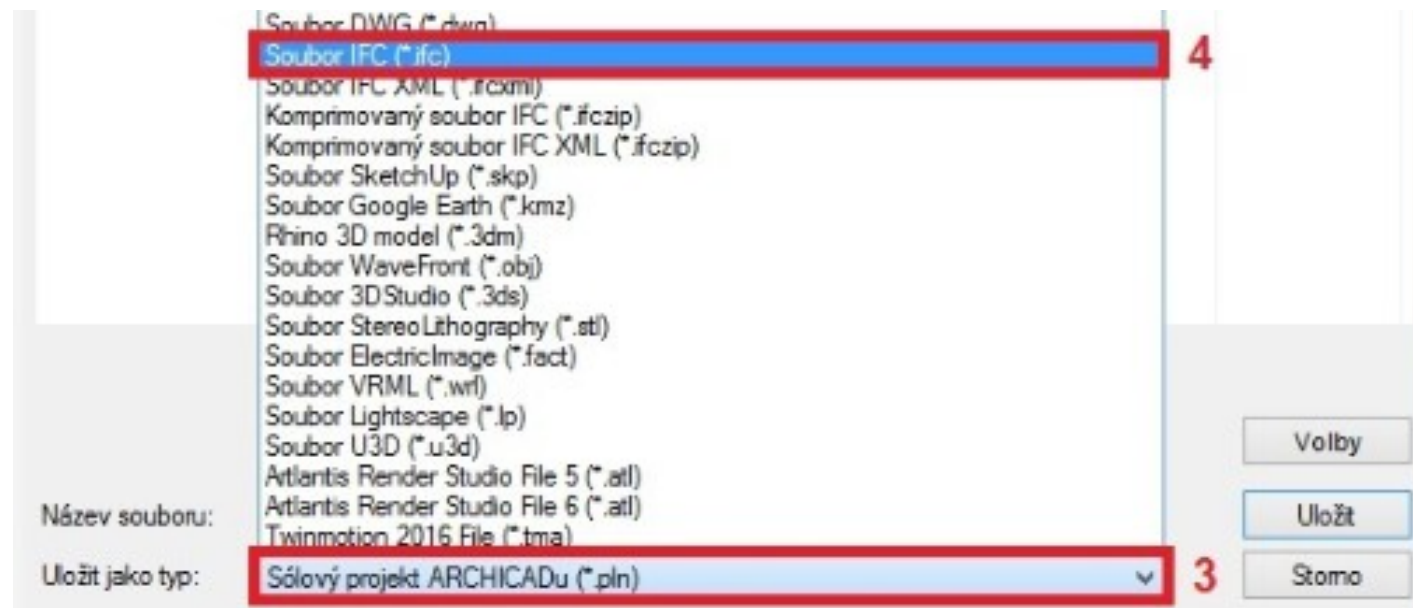 Soubor DWG (*.dwg)
Soubor IFC (*.ifc)
4
Soubor IFC XML (*.ifcxml)
Komprimovaný soubor IFC (*.ifczip)
Komprimovaný soubor IFC XML (*.ifczip)
Soubor SketchUp (*.skp)
Soubor Google Earth (*.kmz)
Rhino 3D model (*.3dm)
Soubor WaveFront (*.obj)
Soubor 3DStudio (*.3ds)
Soubor StereoLithography (*.stl)
Soubor ElectricImage (*.fact)
Soubor VRML (*.wrl)
Soubor Lightscape (*.lp)
Soubor U3D (*.u3d)
Volby
Artlantis Render Studio File 5 (*.atl)
Artlantis Render Studio File 6 (*.atl)
Název souboru:
Uložit
Twinmotion 2016 File (*.tma)
Uložit jako typ:
Sólový projekt ARCHICADu (*.pln)
3
Storno